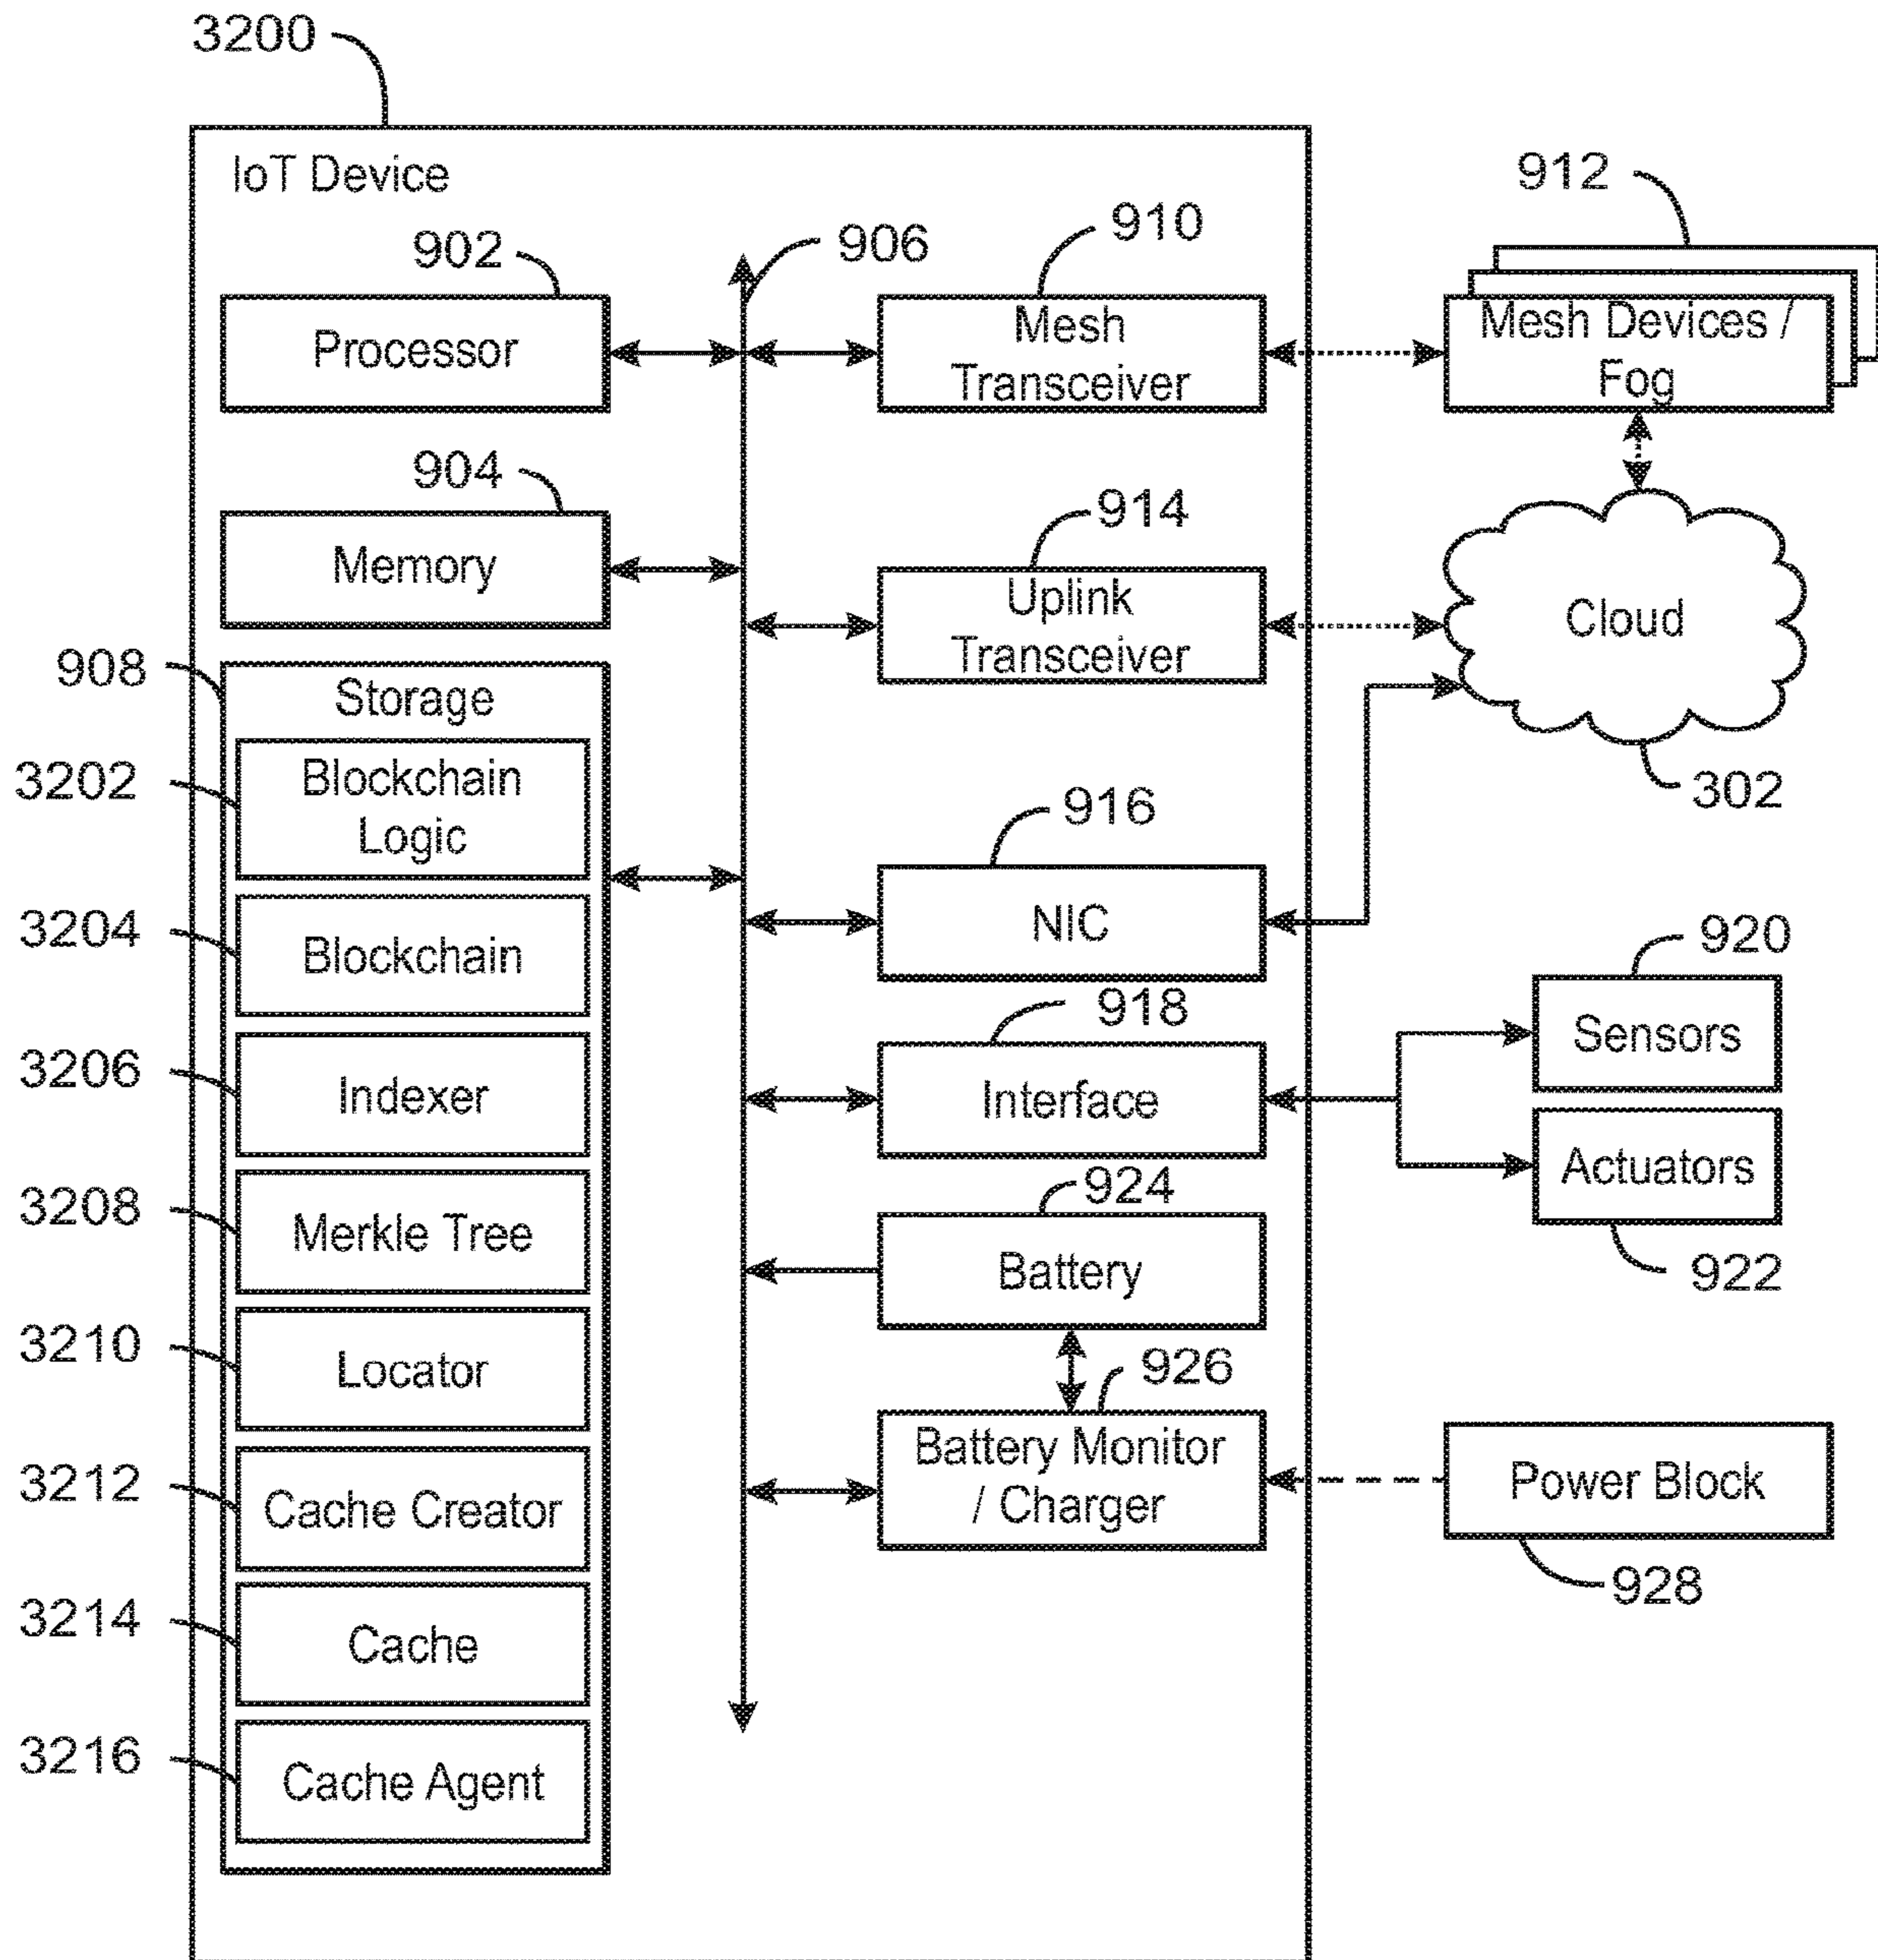 3200
IoT Device
902
906
910
912
Processor
Mesh
Transceiver
Mesh Devices /
Fog
904
914
Memory
Uplink
Transceiver
Cloud
908
Storage
302
3202
Blockchain
Logic
916
3204
Blockchain
NIC
920
918
Sensors
3206
Indexer
Interface
Actuators
3208
Merkle Tree
924
922
Battery
3210
Locator
926
3212
Cache Creator
Battery Monitor
/ Charger
Power Block
928
3214
Cache
3216
Cache Agent